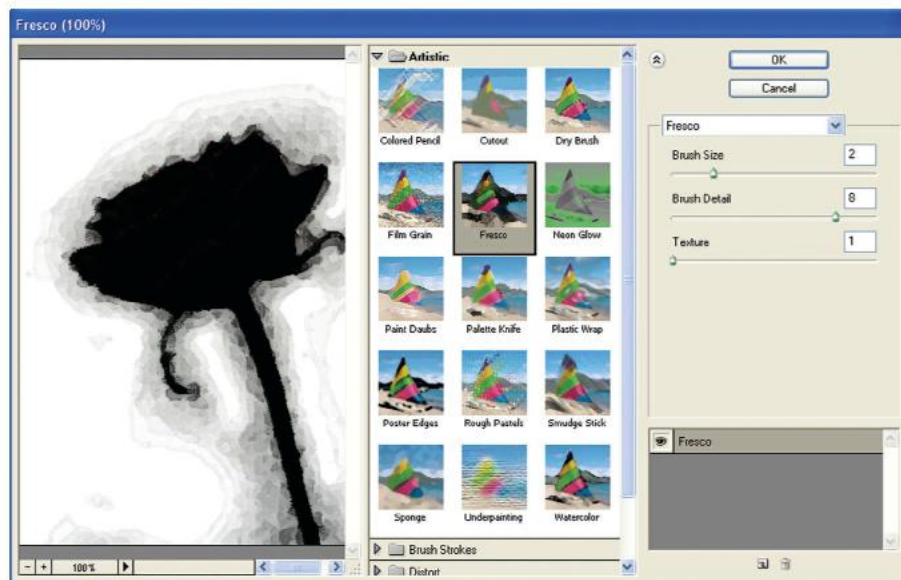 Fresco (100%)
Artistic
Colored Pencil
Cutout
Dry Brush
Film Grain
Fresco
Neon Glow
Paint Daubs
Palette Knife
Plastic Wrap
Poster Edges
Rough Pastels
Smudge Stick
Sponge
Underpainting
Watercolor
Brush Strokes
Distort
- + 100%
OK
Cancel
Fresco
Brush Size 2
Brush Detail 8
Texture 1
Fresco